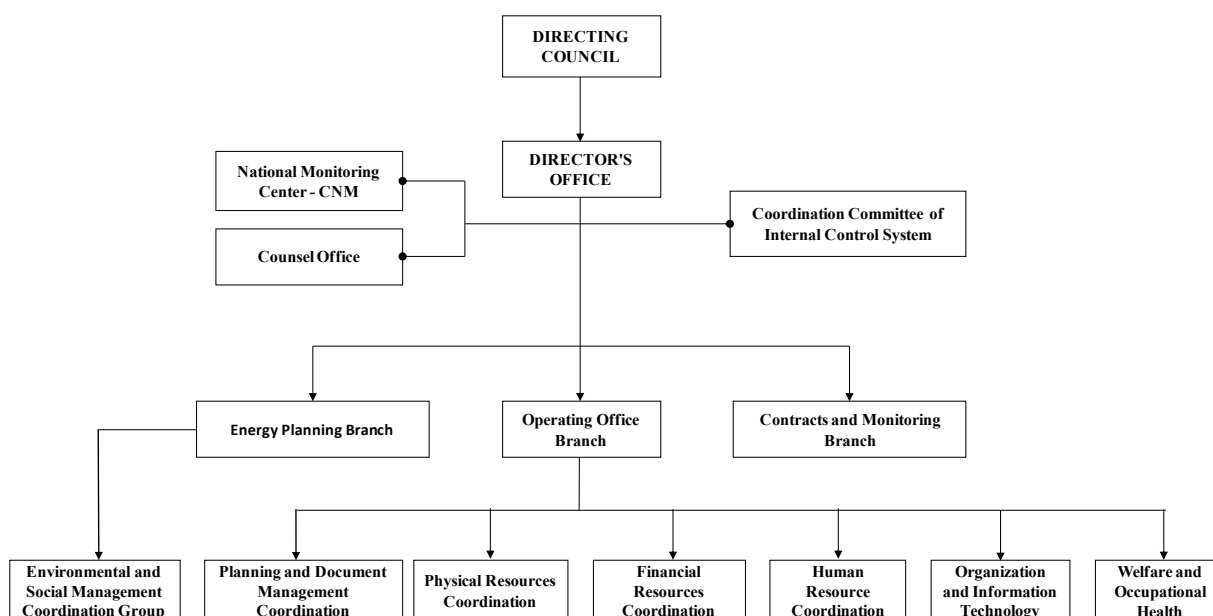 DIRECTING
COUNCIL
DIRECTOR'S
OFFICE
National Monitoring
Center - CNM
Coordination Committee of
Internal Control System
Counsel Office
Energy Planning Branch
Operating Office
Branch
Contracts and Monitoring
Branch
Environmental and
Social Management
Coordination Group
Planning and Document
Management
Coordination
Physical Resources
Coordination
Financial
Resources
Coordination
Human
Resource
Coordination
Organization
and Information
Technology
Welfare and
Occupational
Health